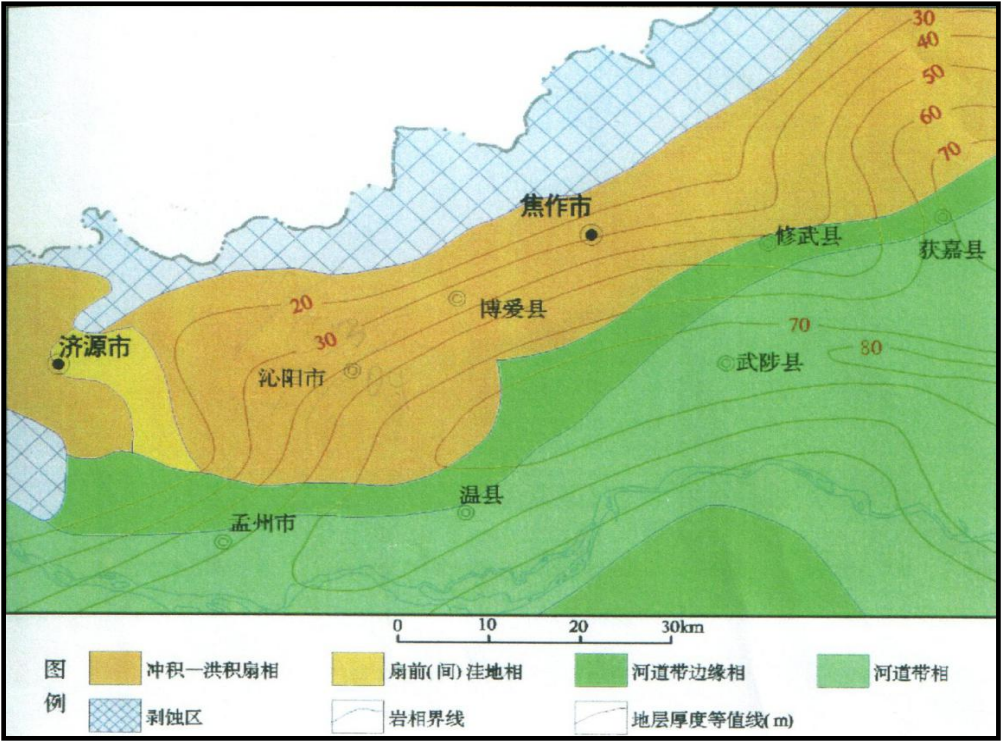 30
40
50
60
70
焦作市
修武县
获嘉县
20
博爱县
30
70
济源市
沁阳市
武陟县
80
温县
孟州市
0 10 20 30km
图例
冲积—洪积扇相
扇前(间)洼地相
河道带边缘相
河道带相
剥蚀区
岩相界线
地层厚度等值线(m)